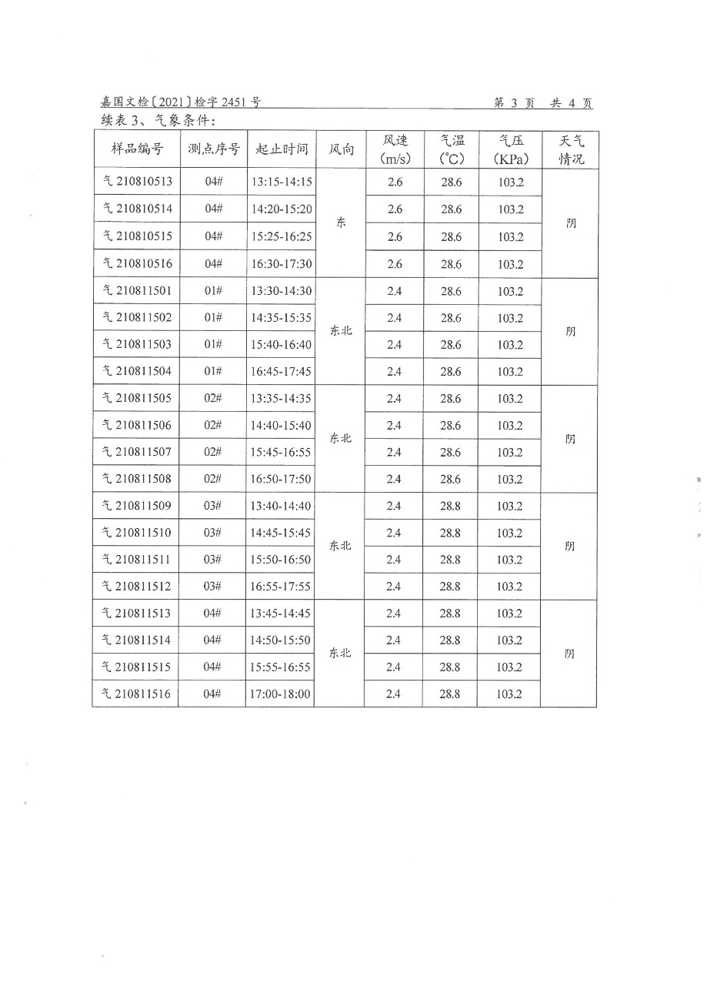 嘉国文检〔2021〕检字 2451 号 第 3 页 共 4 页
续表 3、气象条件：
样品编号 测点序号 起止时间 风向 风速 (m/s) 气温 (℃) 气压 (KPa) 天气情况
气 210810513 04# 13:15-14:15 东 2.6 28.6 103.2 阴
气 210810514 04# 14:20-15:20 2.6 28.6 103.2
气 210810515 04# 15:25-16:25 2.6 28.6 103.2
气 210810516 04# 16:30-17:30 2.6 28.6 103.2
气 210811501 01# 13:30-14:30 东北 2.4 28.6 103.2 阴
气 210811502 01# 14:35-15:35 2.4 28.6 103.2
气 210811503 01# 15:40-16:40 2.4 28.6 103.2
气 210811504 01# 16:45-17:45 2.4 28.6 103.2
气 210811505 02# 13:35-14:35 东北 2.4 28.6 103.2 阴
气 210811506 02# 14:40-15:40 2.4 28.6 103.2
气 210811507 02# 15:45-16:55 2.4 28.6 103.2
气 210811508 02# 16:50-17:50 2.4 28.6 103.2
气 210811509 03# 13:40-14:40 东北 2.4 28.8 103.2 阴
气 210811510 03# 14:45-15:45 2.4 28.8 103.2
气 210811511 03# 15:50-16:50 2.4 28.8 103.2
气 210811512 03# 16:55-17:55 2.4 28.8 103.2
气 210811513 04# 13:45-14:45 东北 2.4 28.8 103.2 阴
气 210811514 04# 14:50-15:50 2.4 28.8 103.2
气 210811515 04# 15:55-16:55 2.4 28.8 103.2
气 210811516 04# 17:00-18:00 2.4 28.8 103.2